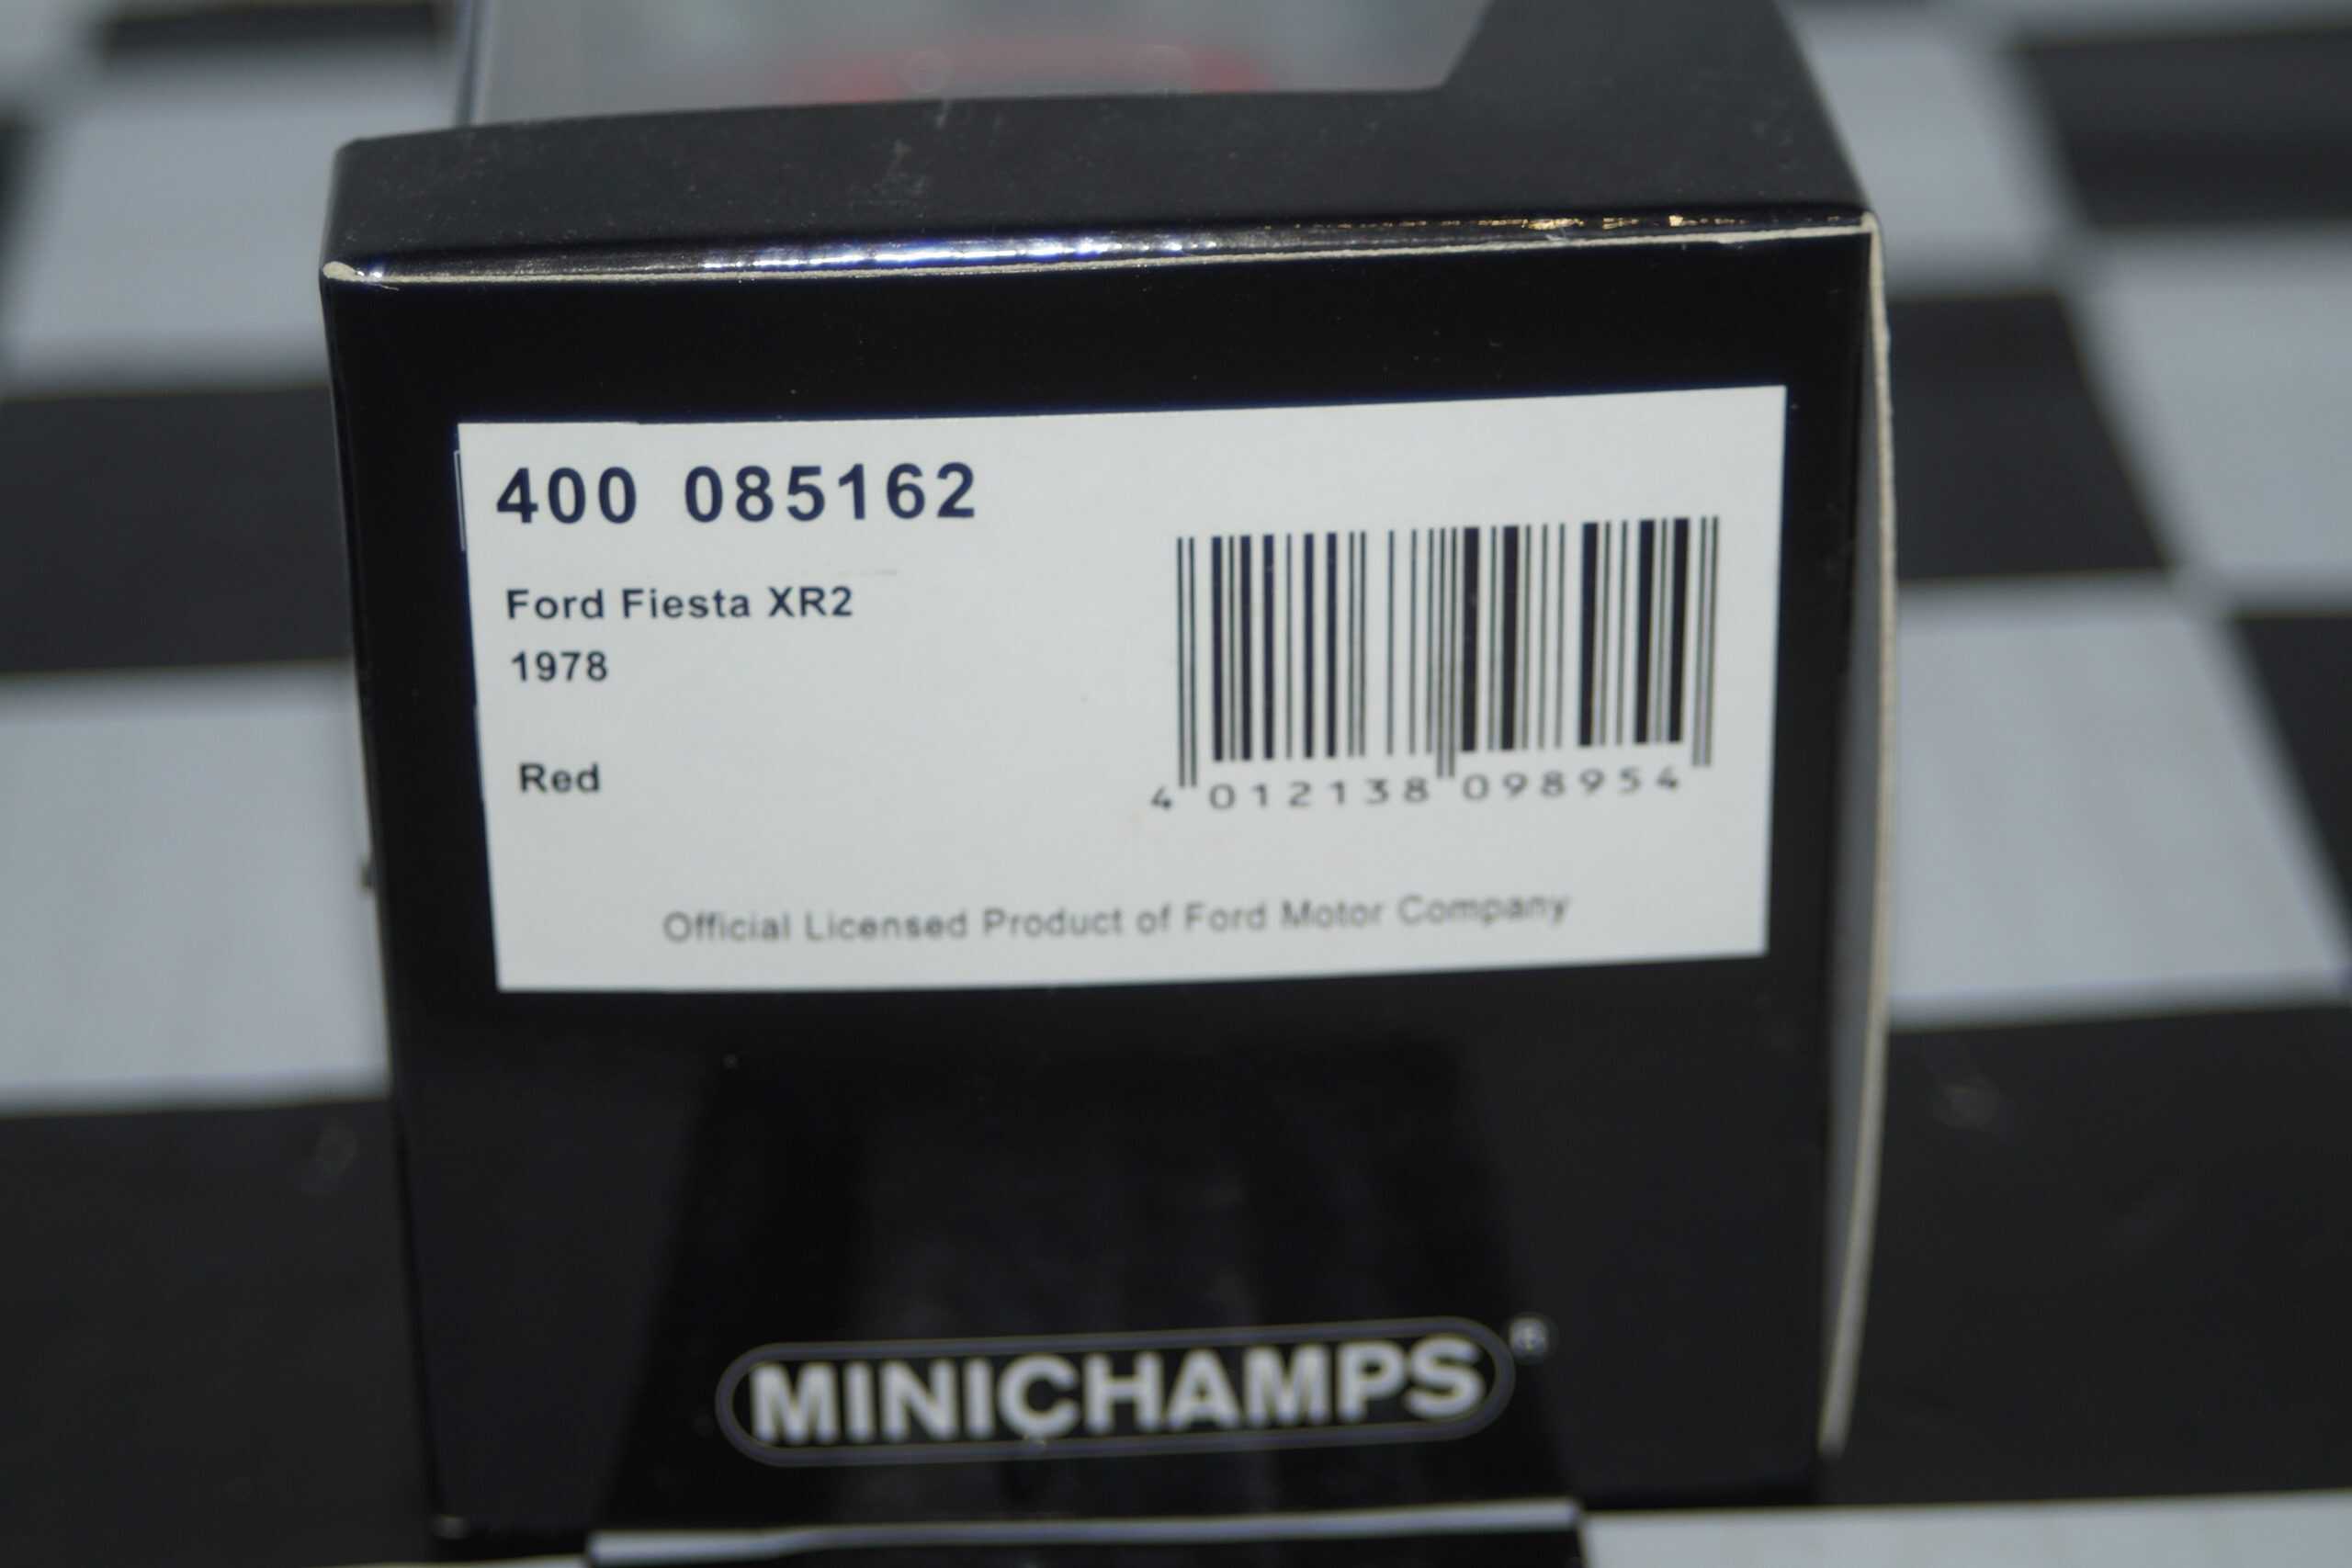 400 085162
Ford Fiesta XR2
1978
Red
4 012138 098954
Official Licensed Product of Ford Motor Company
MINICHAMPS®